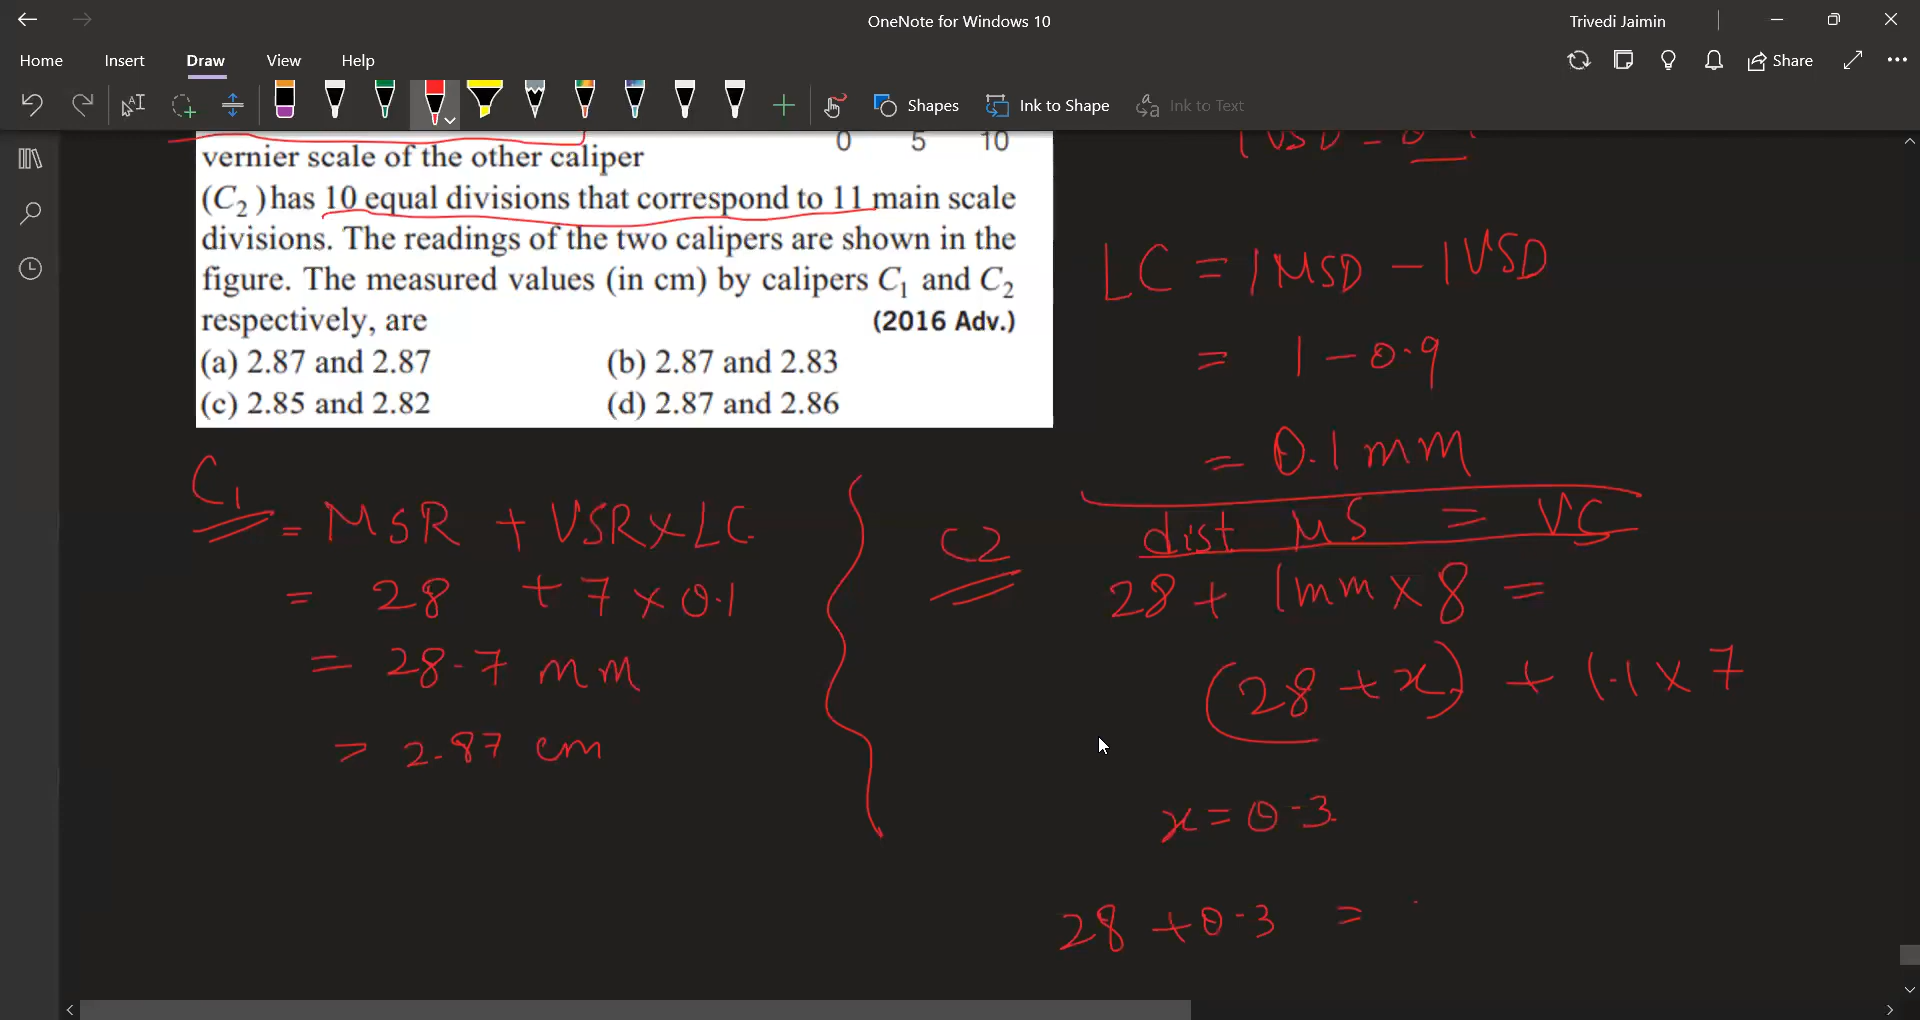 OneNote for Windows 10
Trivedi Jaimin
Home Insert Draw View Help
Share
Shapes Ink to Shape Ink to Text
0 5 10
vernier scale of the other caliper
(C₂) has 10 equal divisions that correspond to 11 main scale
divisions. The readings of the two calipers are shown in the
figure. The measured values (in cm) by calipers C₁ and C₂
respectively, are (2016 Adv.)
(a) 2.87 and 2.87 (b) 2.87 and 2.83
(c) 2.85 and 2.82 (d) 2.87 and 2.86
LC = 1 MSD - 1 VSD
= 1 - 0.9
= 0.1 mm
C1
= MSR + VSR × LC
= 28 + 7 × 0.1
= 28.7 mm
= 2.87 cm
C2
dist MS = VC
28 + 1mm × 8 =
(28 + x) + 1.1 × 7
x = 0.3
28 + 0.3 =